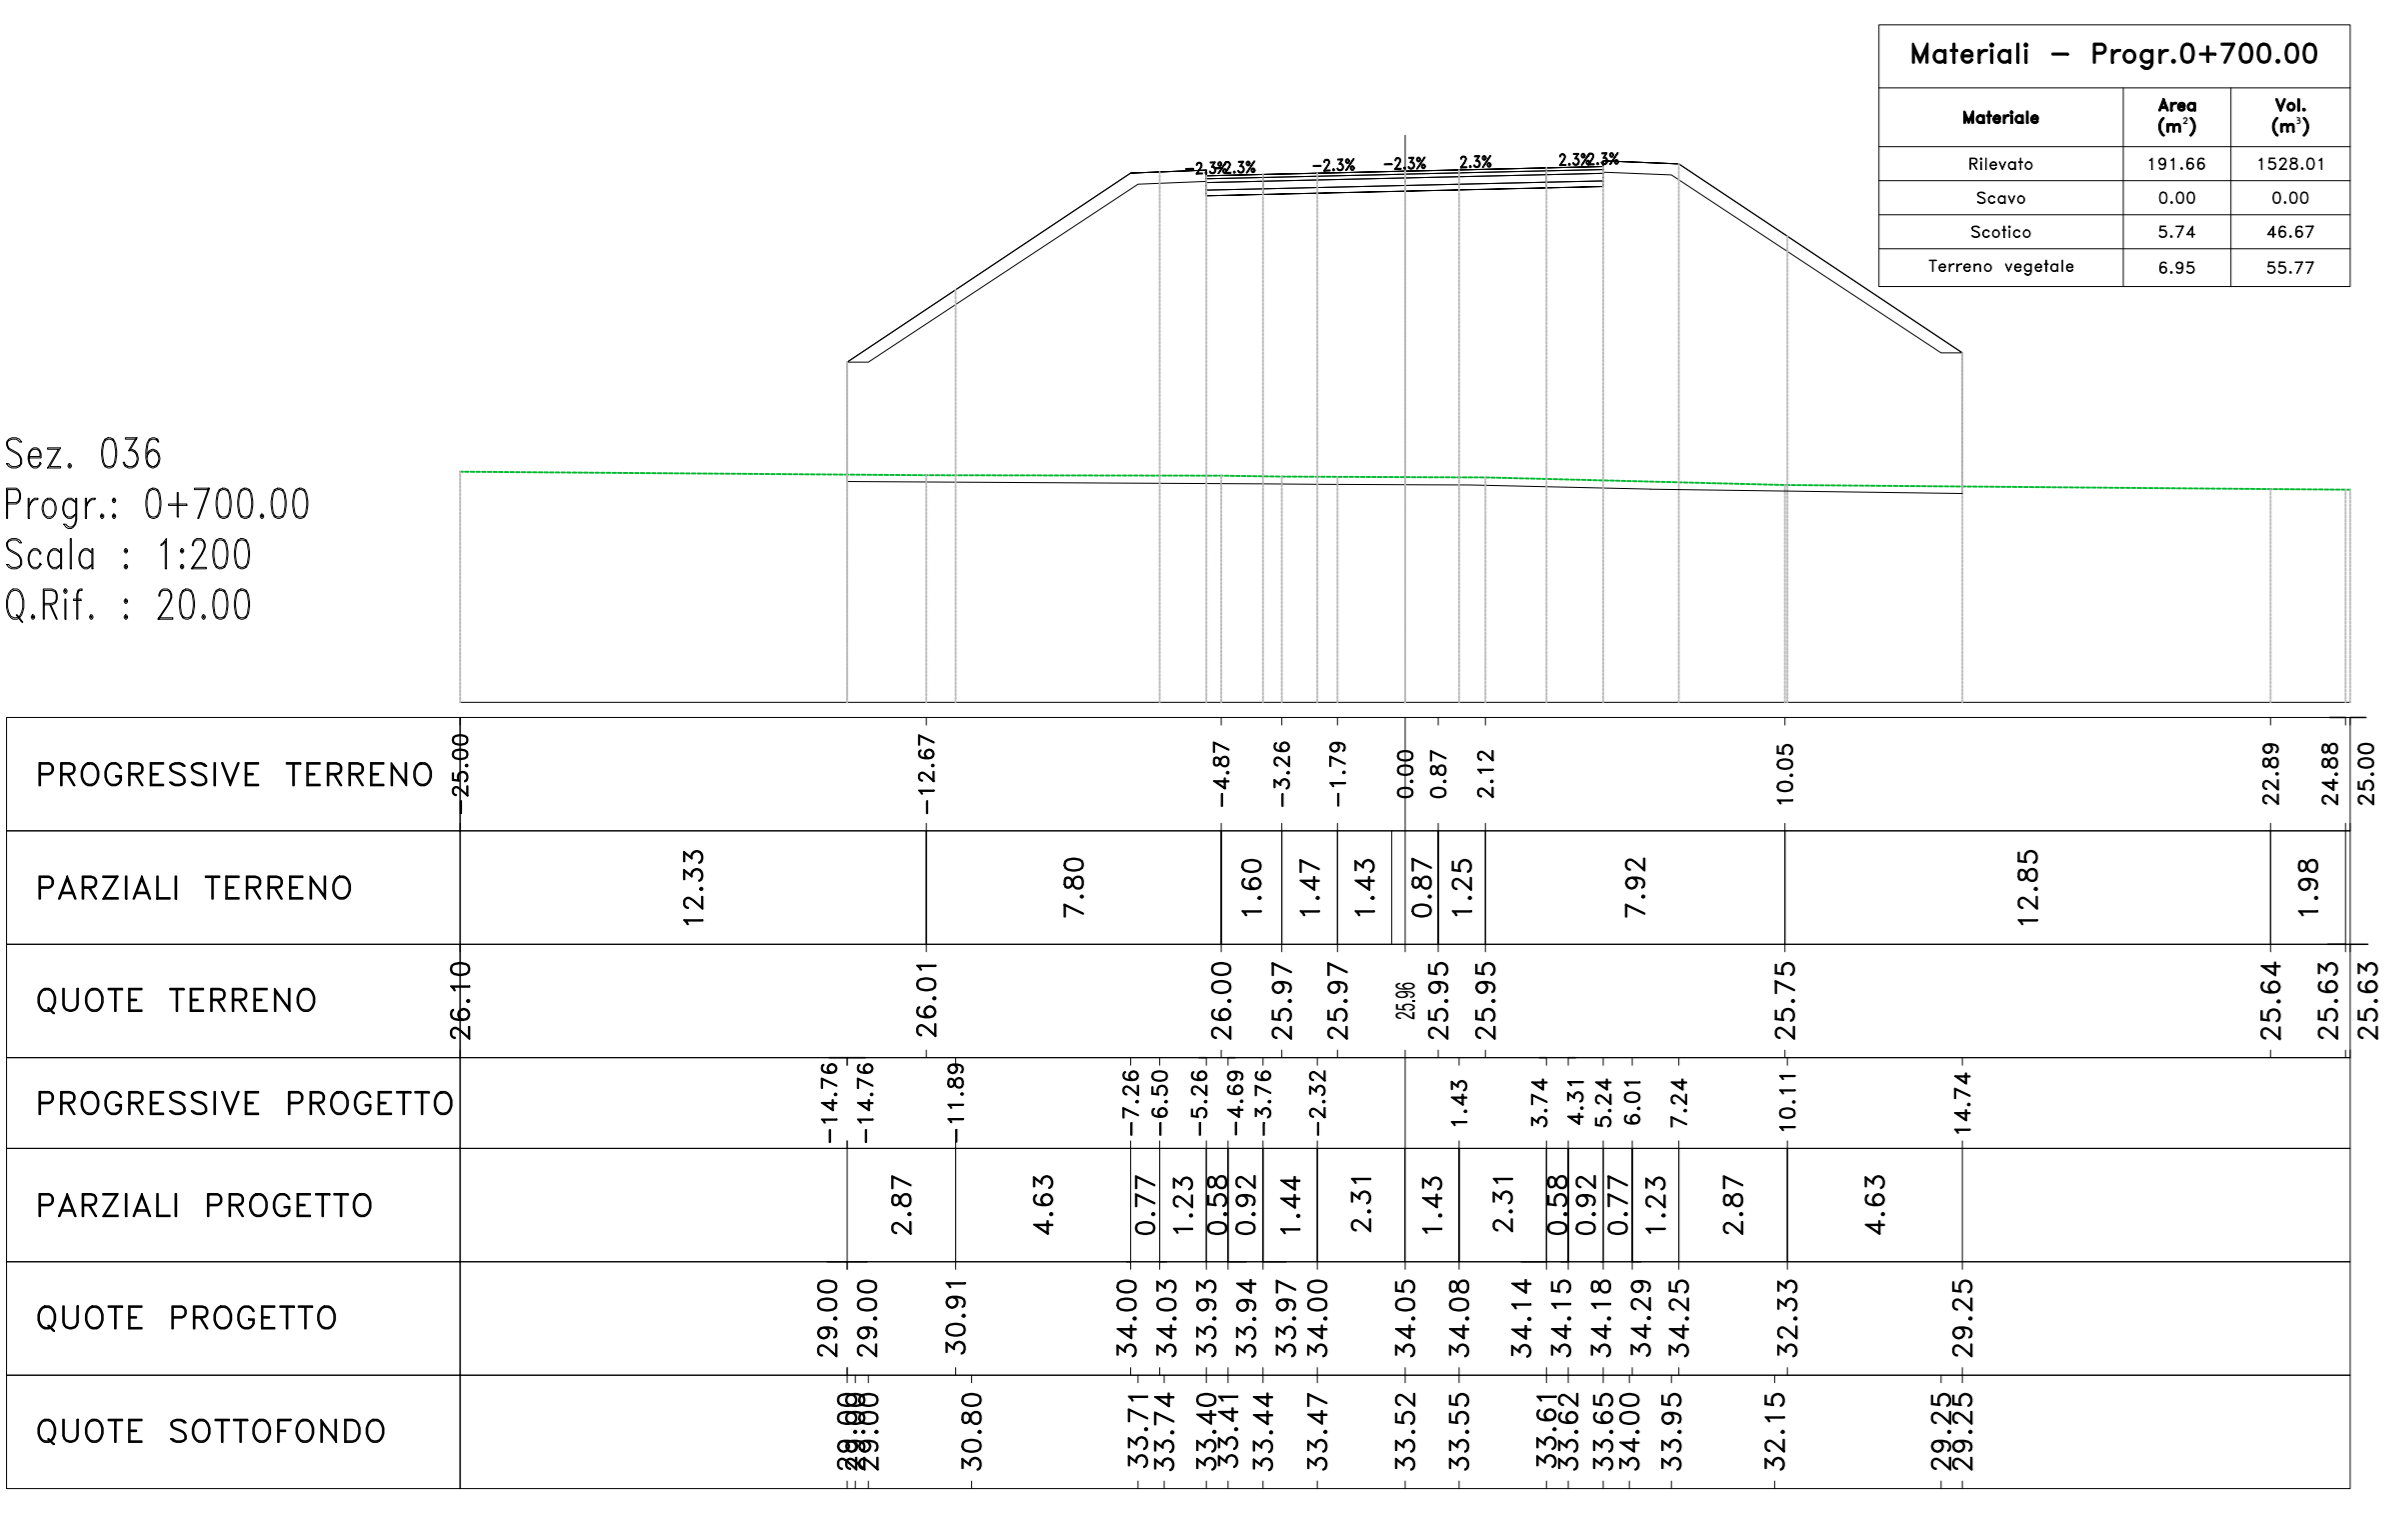 Materiali – Progr.0+700.00
Materiale Area (m²) Vol. (m³)
Rilevato 191.66 1528.01
Scavo 0.00 0.00
Scotico 5.74 46.67
Terreno vegetale 6.95 55.77
-2.3% -2.3% -2.3% -2.3% 2.3% 2.3% 2.3%
Sez. 036
Progr.: 0+700.00
Scala : 1:200
Q.Rif. : 20.00
PROGRESSIVE TERRENO -25.00 -12.67 -4.87 -3.26 -1.79 0.00 0.87 2.12 10.05 22.89 24.88 25.00
PARZIALI TERRENO 12.33 7.80 1.60 1.47 1.43 0.87 1.25 7.92 12.85 1.98
QUOTE TERRENO 26.10 26.01 26.00 25.97 25.97 25.96 25.95 25.95 25.75 25.64 25.63 25.63
PROGRESSIVE PROGETTO -14.76 -14.76 -11.89 -7.26 -6.50 -5.26 -4.69 -3.76 -2.32 1.43 3.74 4.31 5.24 6.01 7.24 10.11 14.74
PARZIALI PROGETTO 2.87 4.63 0.77 1.23 0.58 0.92 1.44 2.31 1.43 2.31 0.58 0.92 0.77 1.23 2.87 4.63
QUOTE PROGETTO 29.00 29.00 30.91 34.00 34.03 33.93 33.94 33.97 34.00 34.05 34.08 34.14 34.15 34.18 34.29 34.25 32.33 29.25
QUOTE SOTTOFONDO 29.00 30.80 33.71 33.74 33.40 33.41 33.44 33.47 33.52 33.55 33.61 33.62 33.65 34.00 33.95 32.15 29.25 29.25